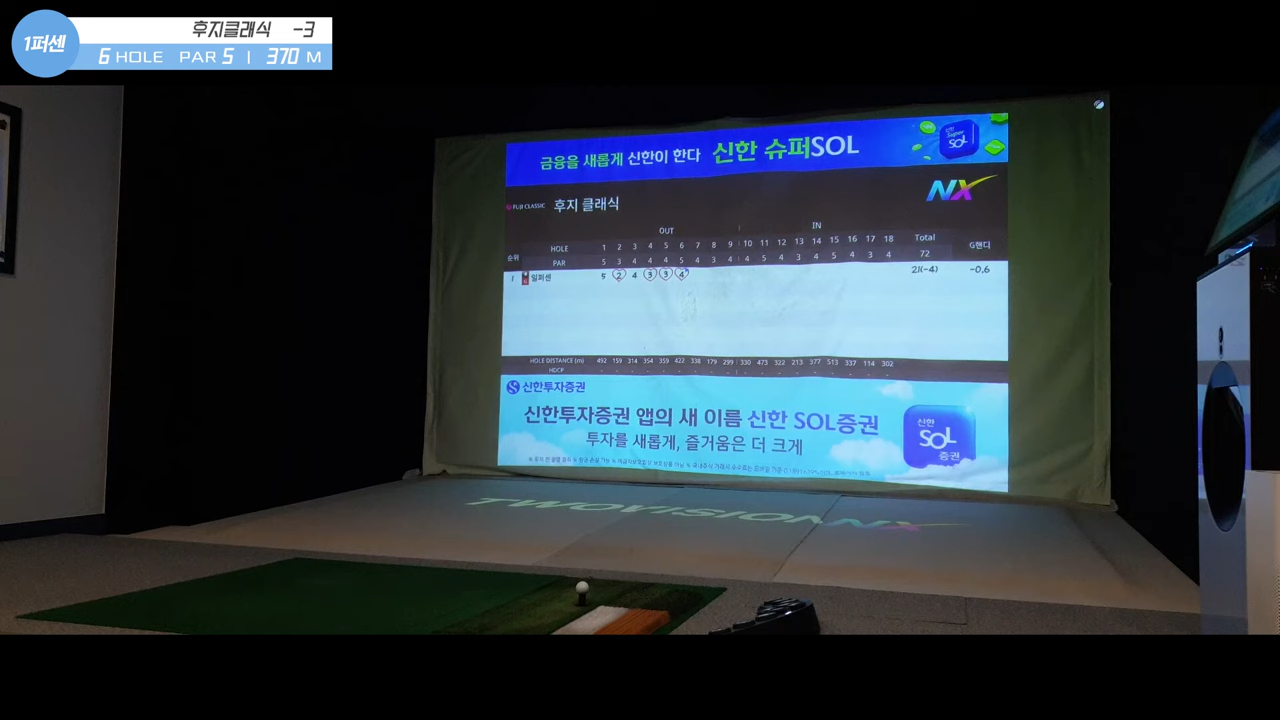 1퍼센
후지클래식 -3
6 HOLE PAR 5 | 370 M
금융을 새롭게 신한이 한다 신한 슈퍼SOL
신한
Super
SOL
FUJI CLASSIC 후지 클래식
NX
OUT IN
순위 HOLE 1 2 3 4 5 6 7 8 9 10 11 12 13 14 15 16 17 18 Total G핸디
PAR 5 3 4 4 4 5 4 3 4 4 5 4 3 4 5 4 3 4 72
1 일퍼센 5 2 4 3 3 4 21(-4) -0.6
HOLE DISTANCE (m) 492 159 314 354 359 422 338 179 299 330 473 322 213 377 513 337 114 302
HDCP - - - - - - - - - - - - - - - - - -
신한투자증권
신한투자증권 앱의 새 이름 신한 SOL증권
투자를 새롭게, 즐거움은 더 크게
신한
SOL
증권
TWOVISION NX